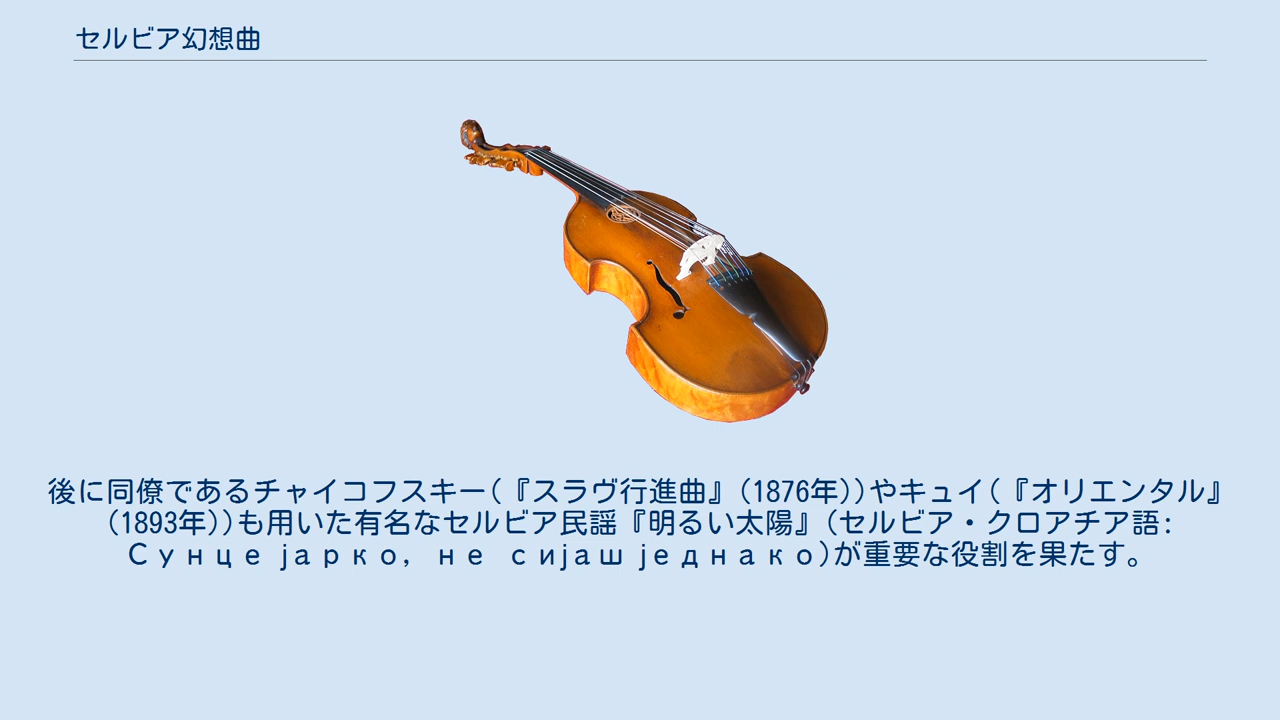 セルビア幻想曲
後に同僚であるチャイコフスキー(『スラヴ行進曲』(1876年))やキュイ(『オリエンタル』
(1893年))も用いた有名なセルビア民謡『明るい太陽』(セルビア・クロアチア語:
Сунце јарко, не сијаш једнако)が重要な役割を果たす。